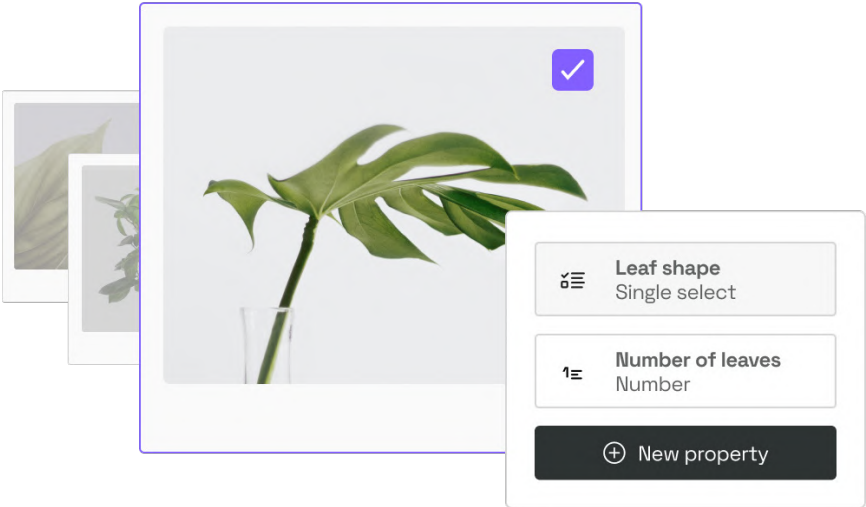 Leaf shape
Single select
Number of leaves
Number
New property